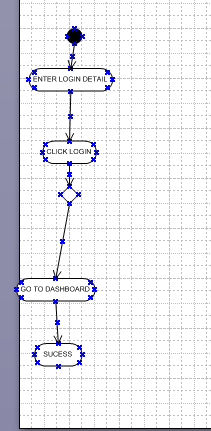 ENTER LOGIN DETAIL
CLICK LOGIN
GO TO DASHBOARD
SUCESS